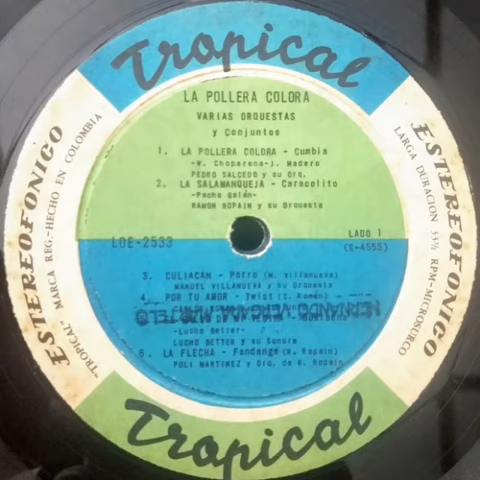 Tropical
LA POLLERA COLORA
VARIAS ORQUESTAS
y Conjuntos
1. LA POLLERA COLORA - Cumbia
-W. Choperena-J. Madero
PEDRO SALCEDO y su Orq.
2. LA SALAMANQUEJA - Caracolito
-Pacho Galán-
RAMON ROPAIN y su Orquesta
LDE-2533
LADO 1
(S-4555)
3. CULIACAN - Porro (M. Villanueva)
MANUEL VILLANUEVA y su Orquesta
4. POR TU AMOR - Twist (C. Román)
HERNANDO VERGARA
-Lucho Better-
LUCHO BETTER y su Sonora
6. LA FLECHA - Fandango (R. Ropain)
POLI MARTINEZ y Orq. de R. Ropain
Tropical
ESTEREOFONICO
"TROPICAL" MARCA REG.-HECHO EN COLOMBIA
ESTEREOFONICO
LARGA DURACION 33⅓ RPM-MICROSURCO